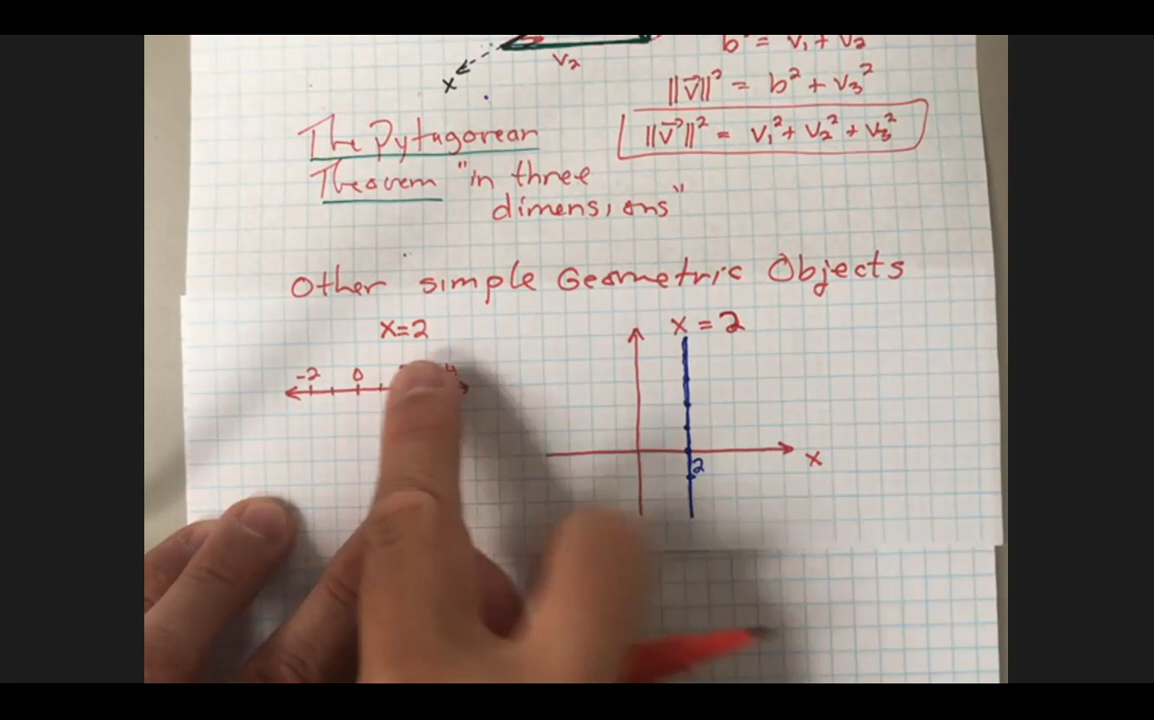 b² = v₁² + v₂²
v₂
x
‖v⃗‖² = b² + v₃²
‖v⃗‖² = v₁² + v₂² + v₃²
The Pytagorean
Theorem "in three
dimensions"
Other simple Geometric Objects
x=2
x = 2
-2 0 4
2
x